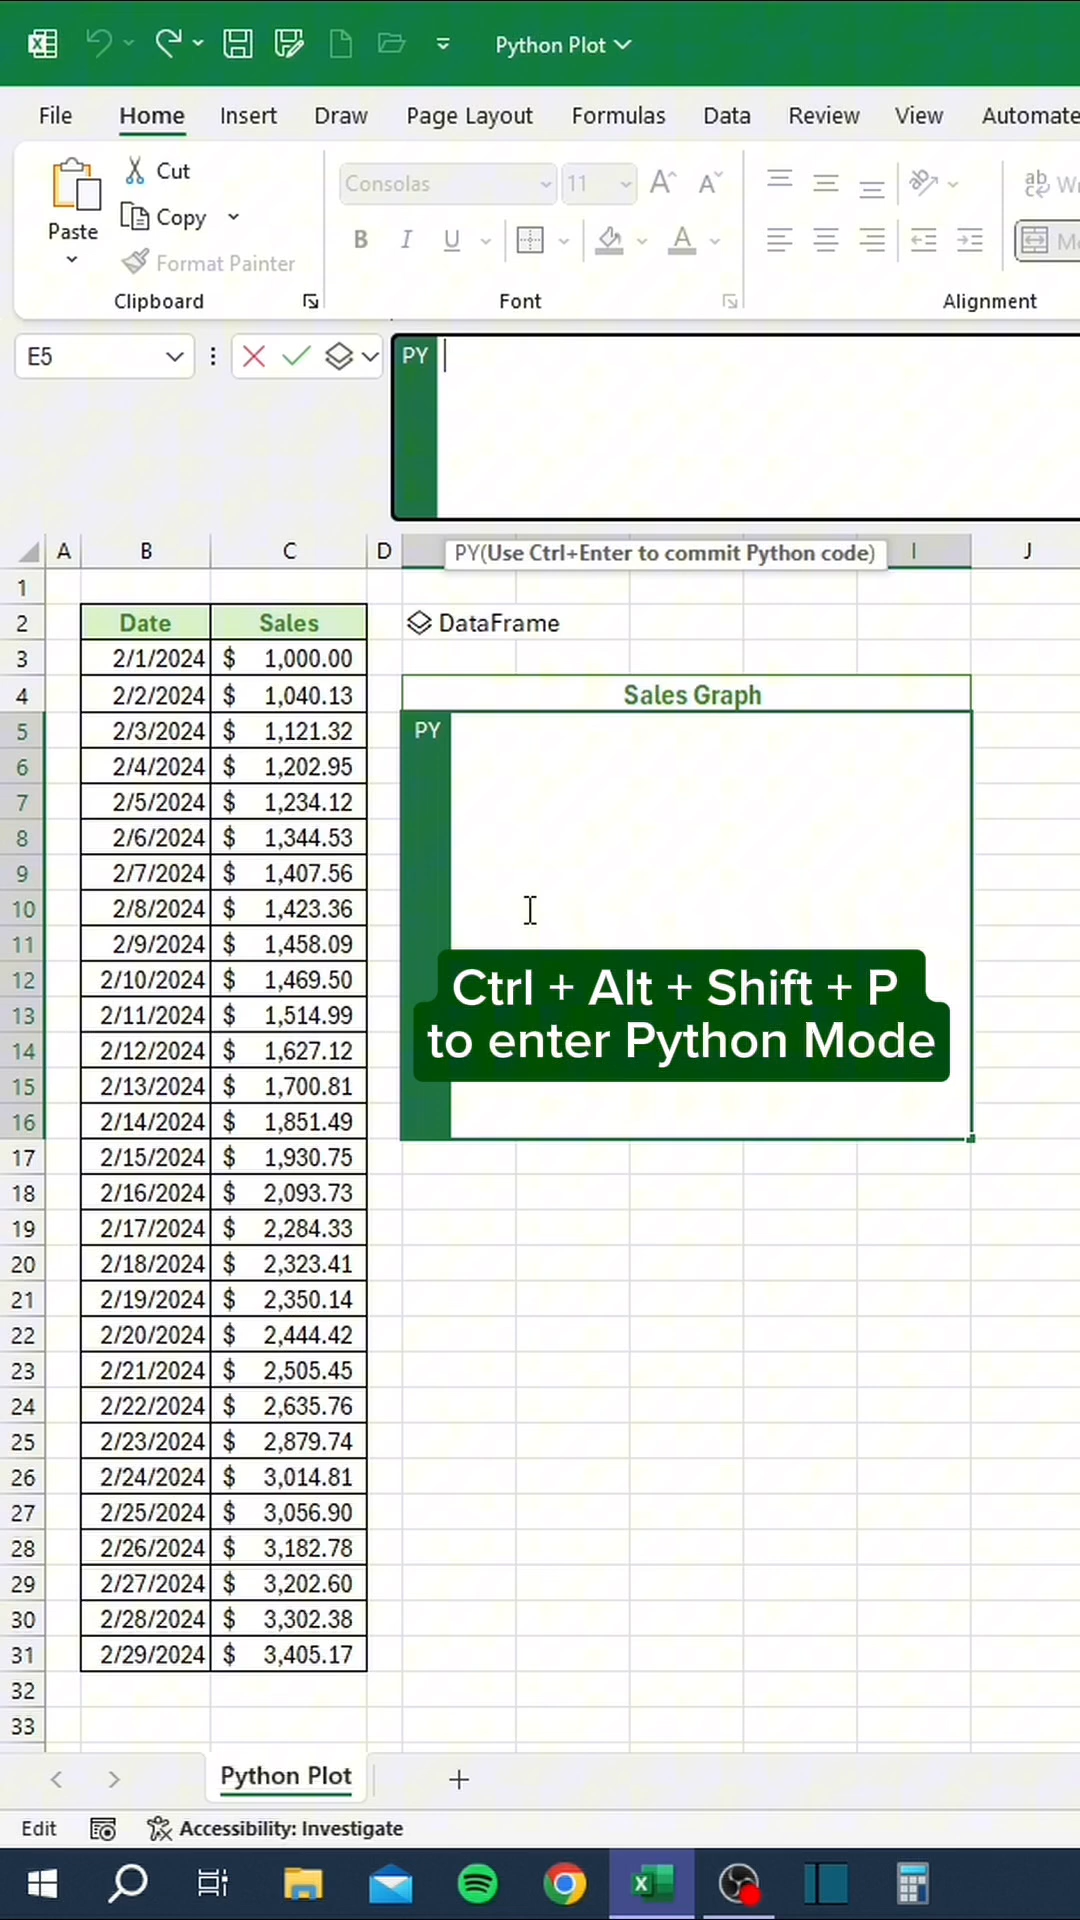 Python Plot
File Home Insert Draw Page Layout Formulas Data Review View Automate
Paste
Cut
Copy
Format Painter
Clipboard
Consolas 11
B I U
Font
ab
Alignment
E5
PY
A B C D I J
PY(Use Ctrl+Enter to commit Python code)
1
2 Date Sales DataFrame
3 2/1/2024 $ 1,000.00
4 2/2/2024 $ 1,040.13 Sales Graph
5 2/3/2024 $ 1,121.32 PY
6 2/4/2024 $ 1,202.95
7 2/5/2024 $ 1,234.12
8 2/6/2024 $ 1,344.53
9 2/7/2024 $ 1,407.56
10 2/8/2024 $ 1,423.36
11 2/9/2024 $ 1,458.09
12 2/10/2024 $ 1,469.50
13 2/11/2024 $ 1,514.99
14 2/12/2024 $ 1,627.12
15 2/13/2024 $ 1,700.81
16 2/14/2024 $ 1,851.49
Ctrl + Alt + Shift + P
to enter Python Mode
17 2/15/2024 $ 1,930.75
18 2/16/2024 $ 2,093.73
19 2/17/2024 $ 2,284.33
20 2/18/2024 $ 2,323.41
21 2/19/2024 $ 2,350.14
22 2/20/2024 $ 2,444.42
23 2/21/2024 $ 2,505.45
24 2/22/2024 $ 2,635.76
25 2/23/2024 $ 2,879.74
26 2/24/2024 $ 3,014.81
27 2/25/2024 $ 3,056.90
28 2/26/2024 $ 3,182.78
29 2/27/2024 $ 3,202.60
30 2/28/2024 $ 3,302.38
31 2/29/2024 $ 3,405.17
32
33
Python Plot
Edit Accessibility: Investigate